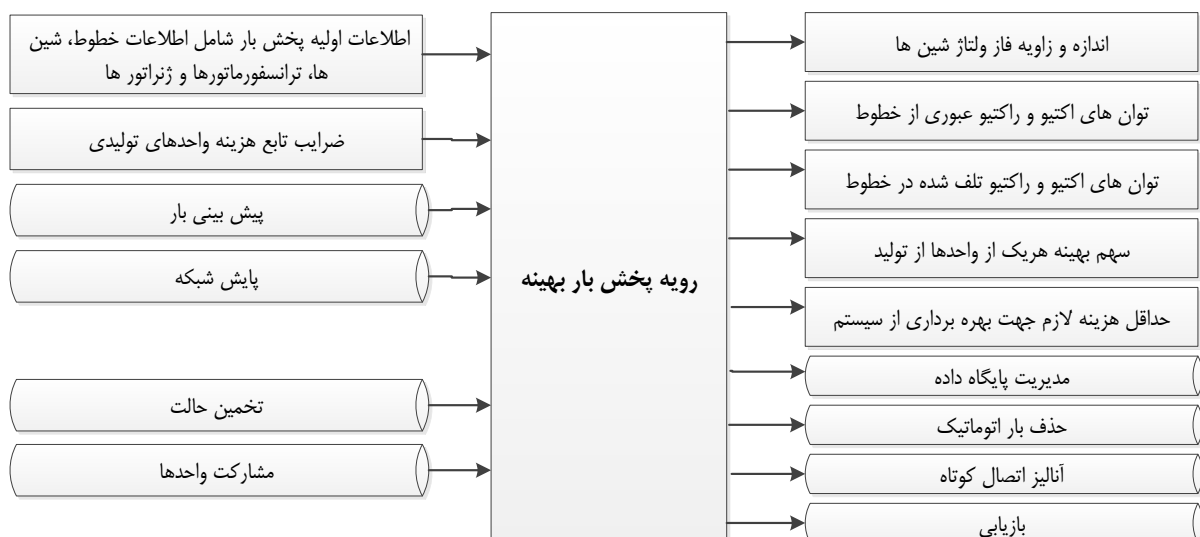 اطلاعات اولیه پخش بار شامل اطلاعات خطوط، شین
ها، ترانسفورماتورها و ژنراتور ها
ضرایب تابع هزینه واحدهای تولیدی
پیش بینی بار
پایش شبکه
تخمین حالت
مشارکت واحدها
رویه پخش بار بهینه
اندازه و زاویه فاز ولتاژ شین ها
توان های اکتیو و راکتیو عبوری از خطوط
توان های اکتیو و راکتیو تلف شده در خطوط
سهم بهینه هریک از واحدها از تولید
حداقل هزینه لازم جهت بهره برداری از سیستم
مدیریت پایگاه داده
حذف بار اتوماتیک
آنالیز اتصال کوتاه
بازیابی